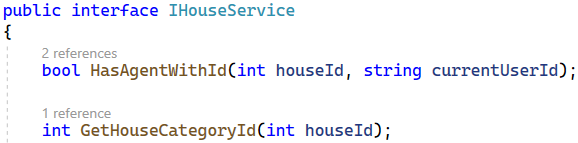 public interface IHouseService
{
2 references
bool HasAgentWithId(int houseId, string currentUserId);
1 reference
int GetHouseCategoryId(int houseId);